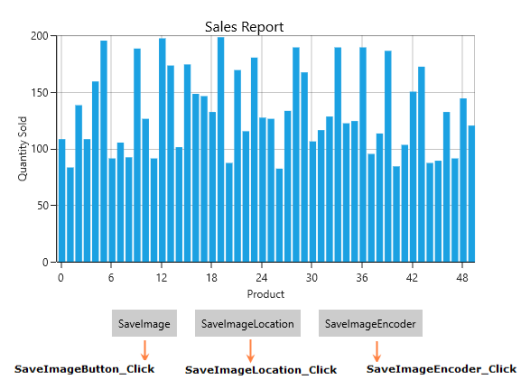 Sales Report
200
150
100
50
0
Quantity Sold
0 6 12 18 24 30 36 42 48
Product
SaveImage SaveImageLocation SaveImageEncoder
SaveImageButton_Click SaveImageLocation_Click SaveImageEncoder_Click